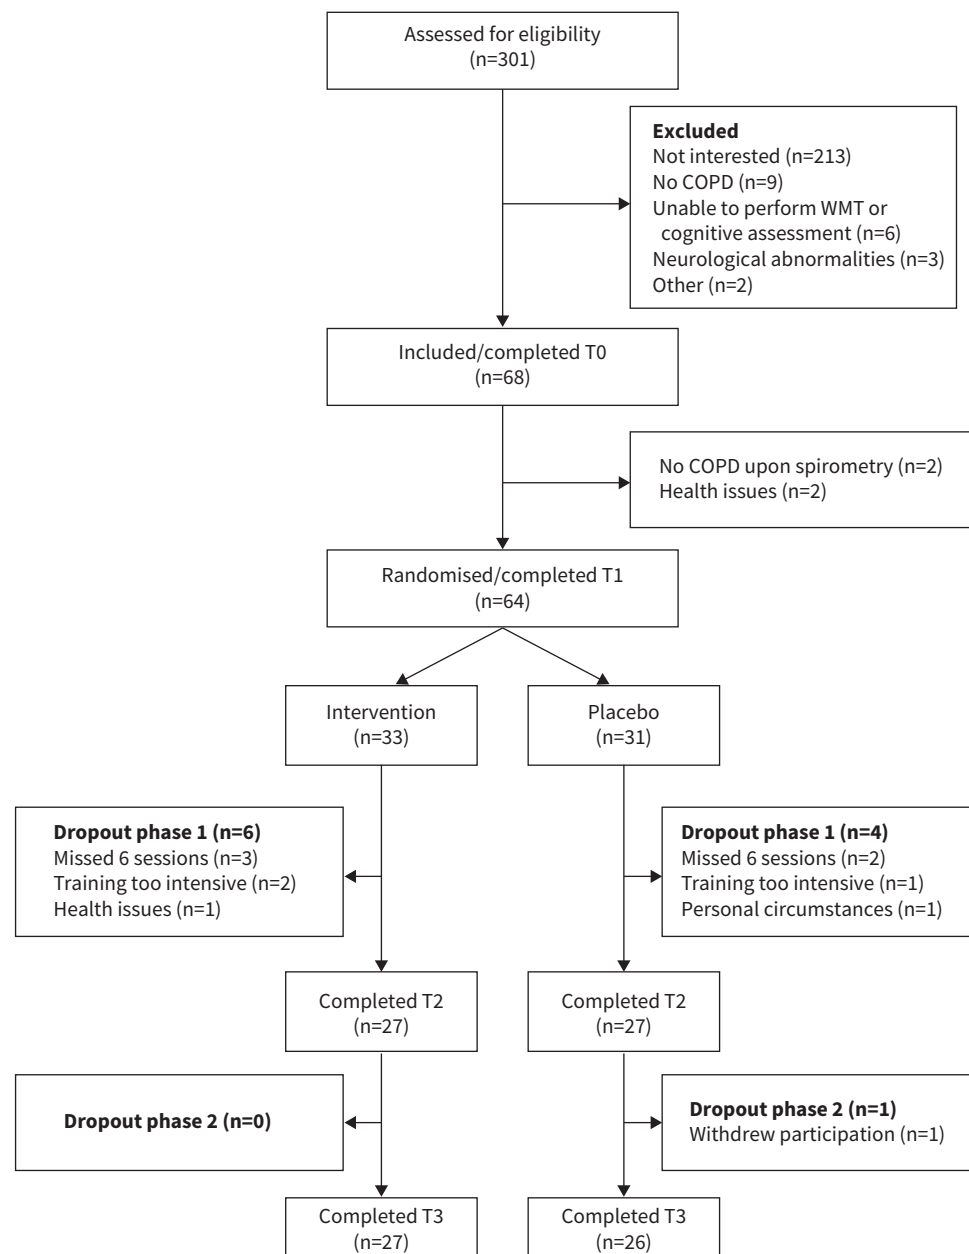 Assessed for eligibility
(n=301)
Excluded
Not interested (n=213)
No COPD (n=9)
Unable to perform WMT or
cognitive assessment (n=6)
Neurological abnormalities (n=3)
Other (n=2)
Included/completed T0
(n=68)
No COPD upon spirometry (n=2)
Health issues (n=2)
Randomised/completed T1
(n=64)
Intervention
(n=33)
Placebo
(n=31)
Dropout phase 1 (n=6)
Missed 6 sessions (n=3)
Training too intensive (n=2)
Health issues (n=1)
Dropout phase 1 (n=4)
Missed 6 sessions (n=2)
Training too intensive (n=1)
Personal circumstances (n=1)
Completed T2
(n=27)
Completed T2
(n=27)
Dropout phase 2 (n=0)
Dropout phase 2 (n=1)
Withdrew participation (n=1)
Completed T3
(n=27)
Completed T3
(n=26)